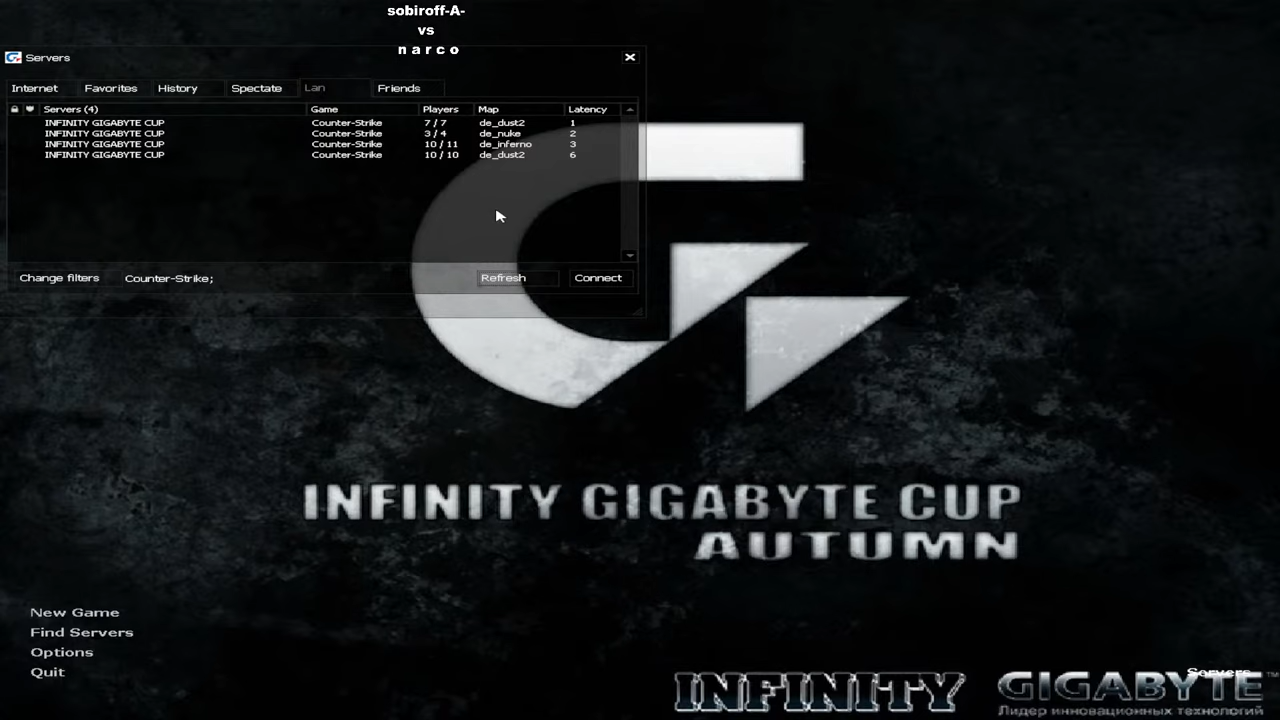 sobiroff-A-
vs
n a r c o
Servers
Internet Favorites History Spectate Lan Friends
Servers (4) Game Players Map Latency
INFINITY GIGABYTE CUP Counter-Strike 7 / 7 de_dust2 1
INFINITY GIGABYTE CUP Counter-Strike 3 / 4 de_nuke 2
INFINITY GIGABYTE CUP Counter-Strike 10 / 11 de_inferno 3
INFINITY GIGABYTE CUP Counter-Strike 10 / 10 de_dust2 6
Change filters Counter-Strike; Refresh Connect
INFINITY GIGABYTE CUP
AUTUMN
New Game
Find Servers
Options
Quit
Servers
INFINITY GIGABYTE™
Лидер инновационных технологий